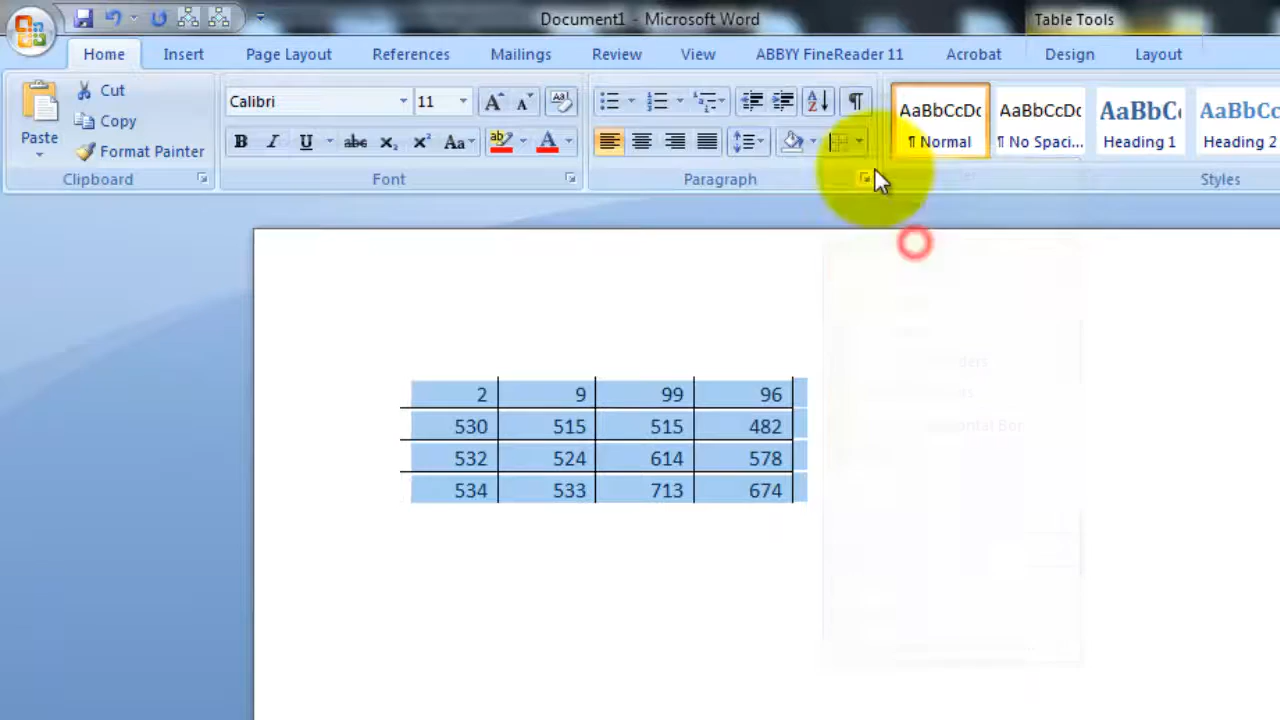 Document1 - Microsoft Word
Table Tools
Home
Insert
Page Layout
References
Mailings
Review
View
ABBYY FineReader 11
Acrobat
Design
Layout
Paste
Cut
Copy
Format Painter
Clipboard
Calibri
11
Font
Paragraph
AaBbCcDc
¶ Normal
AaBbCcDc
¶ No Spaci...
AaBbC
Heading 1
AaBbCc
Heading 2
Styles
2 9 99 96
530 515 515 482
532 524 614 578
534 533 713 674